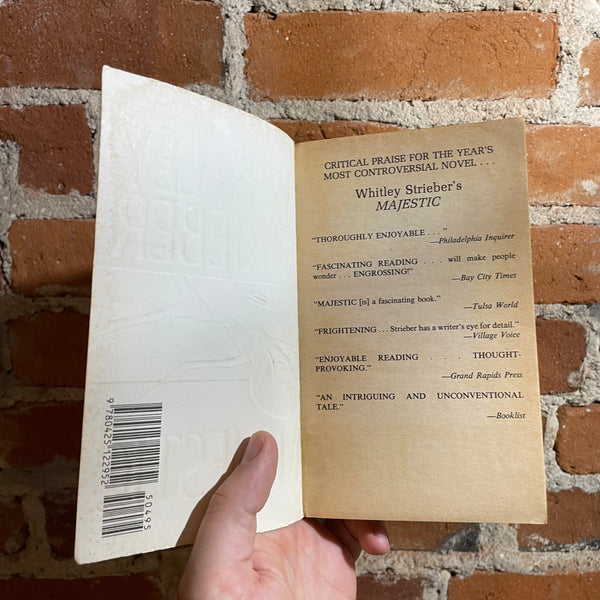 CRITICAL PRAISE FOR THE YEAR'S
MOST CONTROVERSIAL NOVEL . . .
Whitley Strieber's
MAJESTIC
"THOROUGHLY ENJOYABLE . . ."
—Philadelphia Inquirer
"FASCINATING READING . . . will make people
wonder . . . ENGROSSING!"
—Bay City Times
"MAJESTIC [is] a fascinating book."
—Tulsa World
"FRIGHTENING . . . Strieber has a writer's eye for detail."
—Village Voice
"ENJOYABLE READING . . . THOUGHT-
PROVOKING."
—Grand Rapids Press
"AN INTRIGUING AND UNCONVENTIONAL
TALE."
—Booklist
9780425122952
50495